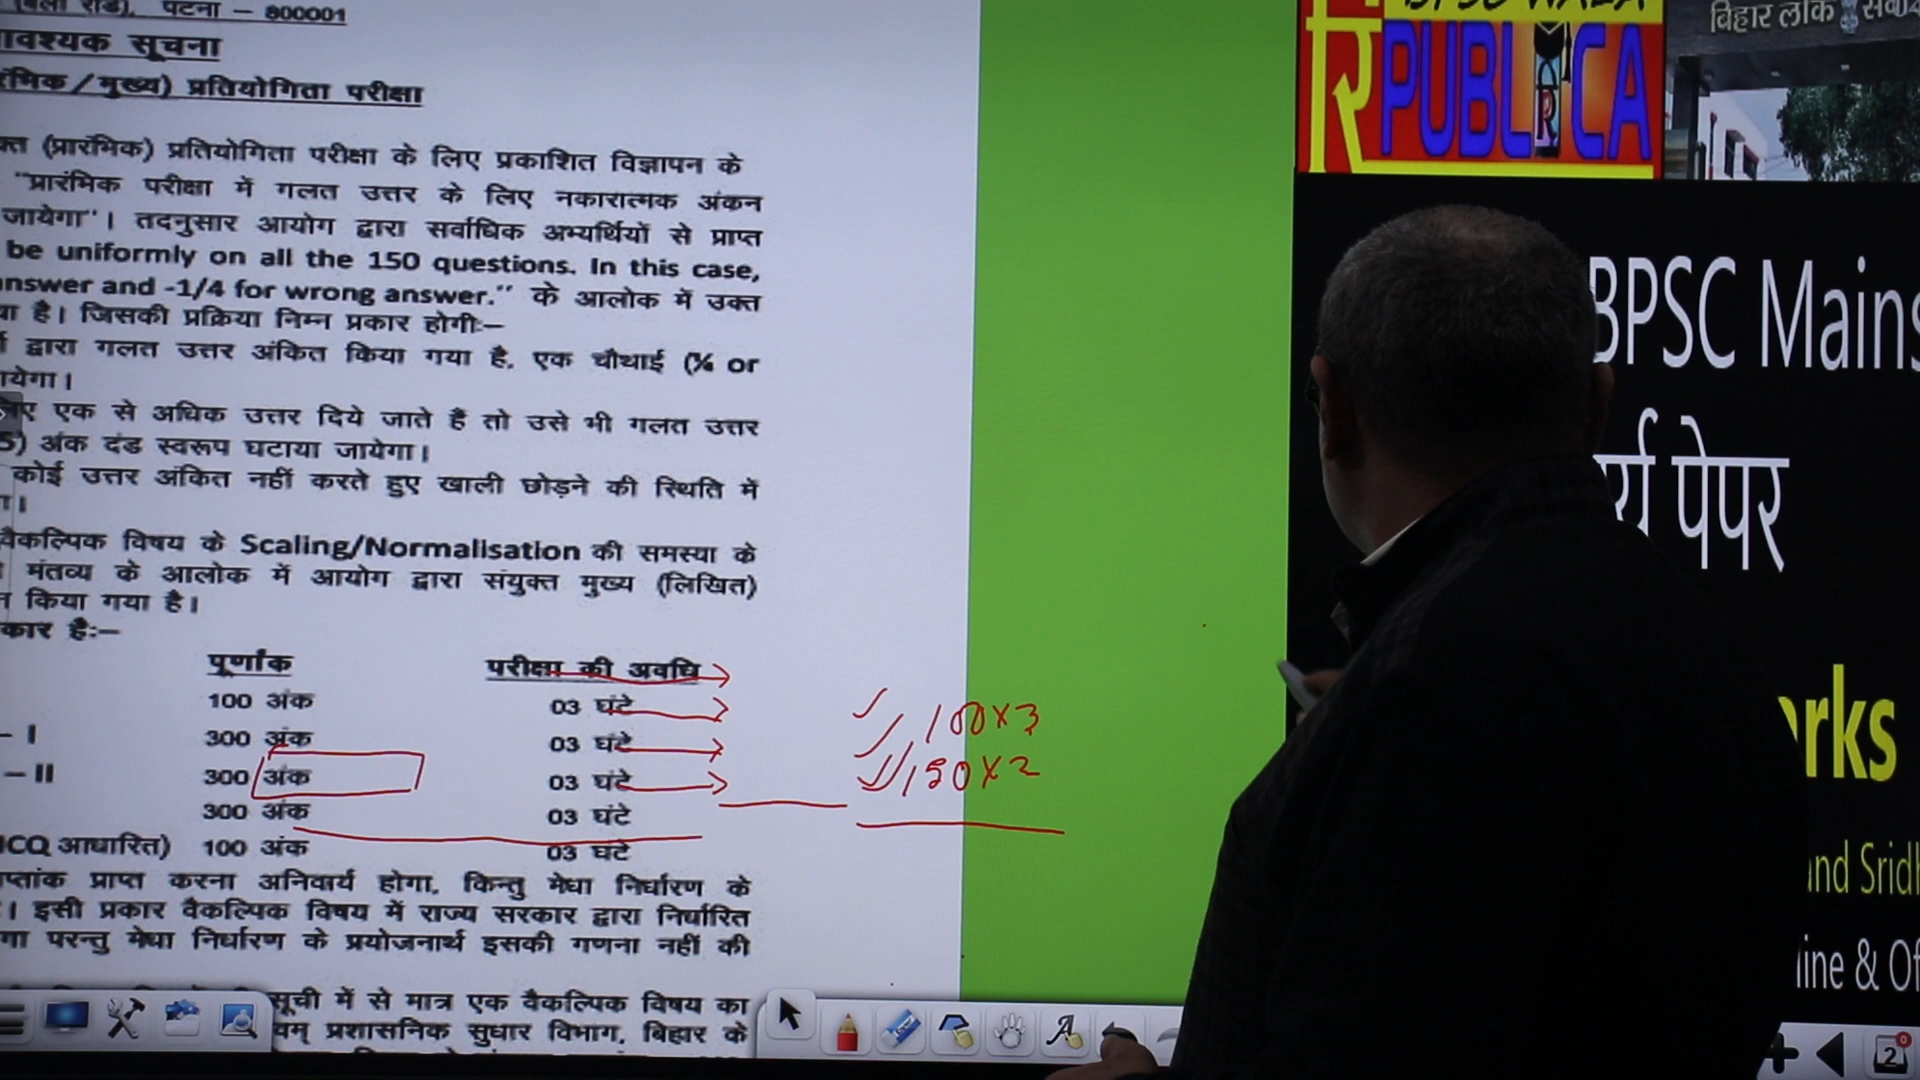 पटना – 800001
सूचना
प्रतियोगिता परीक्षा
(प्रारंभिक) प्रतियोगिता परीक्षा के लिए प्रकाशित विज्ञापन के
"प्रारंभिक परीक्षा में गलत उत्तर के लिए नकारात्मक अंकन
जायेगा"। तदनुसार आयोग द्वारा सर्वाधिक अभ्यर्थियों से प्राप्त
be uniformly on all the 150 questions. In this case,
answer and -1/4 for wrong answer." के आलोक में उक्त
है। जिसकी प्रक्रिया निम्न प्रकार होगीः–
द्वारा गलत उत्तर अंकित किया गया है, एक चौथाई (¼ or
एक से अधिक उत्तर दिये जाते हैं तो उसे भी गलत उत्तर
5) अंक दंड स्वरूप घटाया जायेगा।
कोई उत्तर अंकित नहीं करते हुए खाली छोड़ने की स्थिति में
वैकल्पिक विषय के Scaling/Normalisation की समस्या के
मंतव्य के आलोक में आयोग द्वारा संयुक्त मुख्य (लिखित)
किया गया है।
है:–
पूर्णांक परीक्षा की अवधि
100 अंक 03 घंटे
– I 300 अंक 03 घंटे
– II 300 अंक 03 घंटे
300 अंक 03 घंटे
CQ आधारित) 100 अंक 03 घंटे
प्राप्त करना अनिवार्य होगा, किन्तु मेधा निर्धारण के
। इसी प्रकार वैकल्पिक विषय में राज्य सरकार द्वारा निर्धारित
परन्तु मेधा निर्धारण के प्रयोजनार्थ इसकी गणना नहीं की
सूची में से मात्र एक वैकल्पिक विषय का
प्रशासनिक सुधार विभाग, बिहार के
100×3
150×2
रिPUBLICA
बिहार लोक
BPSC Mains
पेपर
rks
nd Sridh
line & Of
2